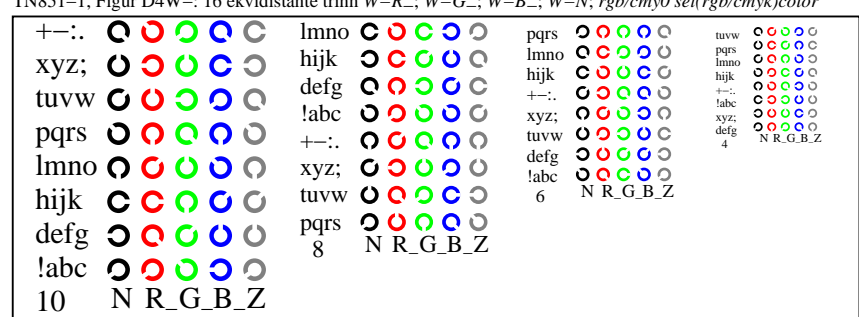 TN851-1, Figur D4W-: 16 ekvidistante trinn W-R_; W-G_; W-B_; W-N; rgb/cmy0 set(rgb/cmyk)color
+−:.
xyz;
tuvw
pqrs
lmno
hijk
defg
!abc
10 N R_G_B_Z
lmno
hijk
defg
!abc
+−:.
xyz;
tuvw
pqrs
8 N R_G_B_Z
pqrs
lmno
hijk
+−:.
xyz;
tuvw
defg
!abc
6 N R_G_B_Z
tuvw
pqrs
lmno
hijk
+−:.
!abc
xyz;
defg
4 N R_G_B_Z